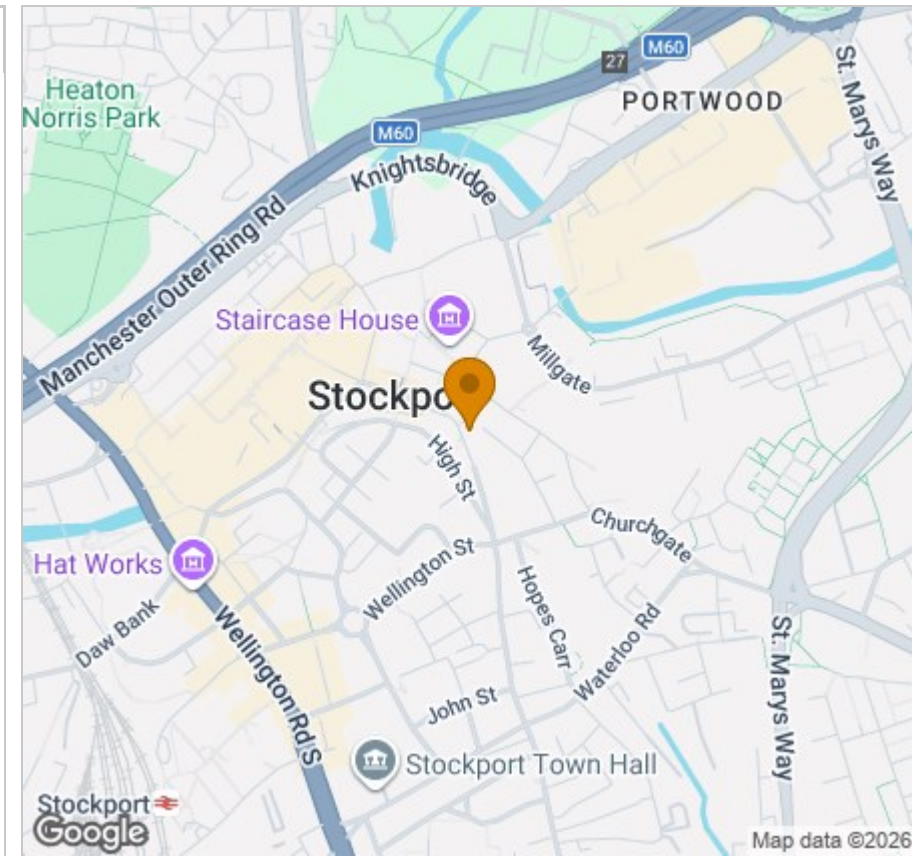 Heaton
Norris Park
M60
27
M60
PORTWOOD
St. Marys Way
Knightsbridge
Manchester Outer Ring Rd
Staircase House
Millgate
Stockpo
High St
Churchgate
Hat Works
Wellington St
Hopes Carr
Daw Bank
Waterloo Rd
Wellington Rd S
John St
St. Marys Way
Stockport Town Hall
Stockport
Google
Map data ©2026